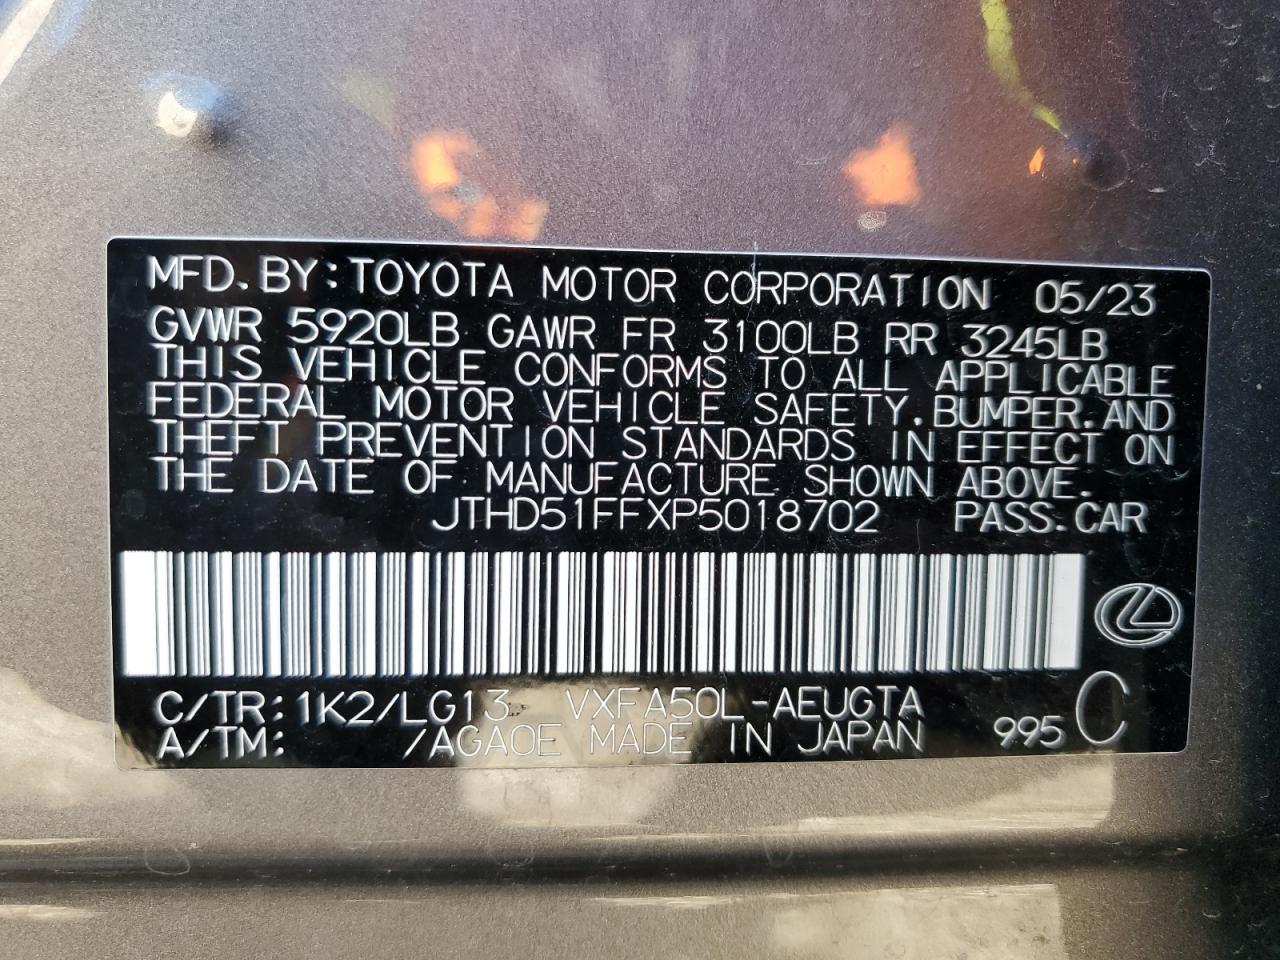 MFD. BY: TOYOTA MOTOR CORPORATION 05/23
GVWR 5920LB GAWR FR 3100LB RR 3245LB
THIS VEHICLE CONFORMS TO ALL APPLICABLE
FEDERAL MOTOR VEHICLE SAFETY. BUMPER. AND
THEFT PREVENTION STANDARDS IN EFFECT ON
THE DATE OF MANUFACTURE SHOWN ABOVE.
JTHD51FFXP5018702 PASS. CAR
C/TR: 1K2/LG13 VXFA50L-AEUGTA
A/TM: /AGA0E MADE IN JAPAN 995 C